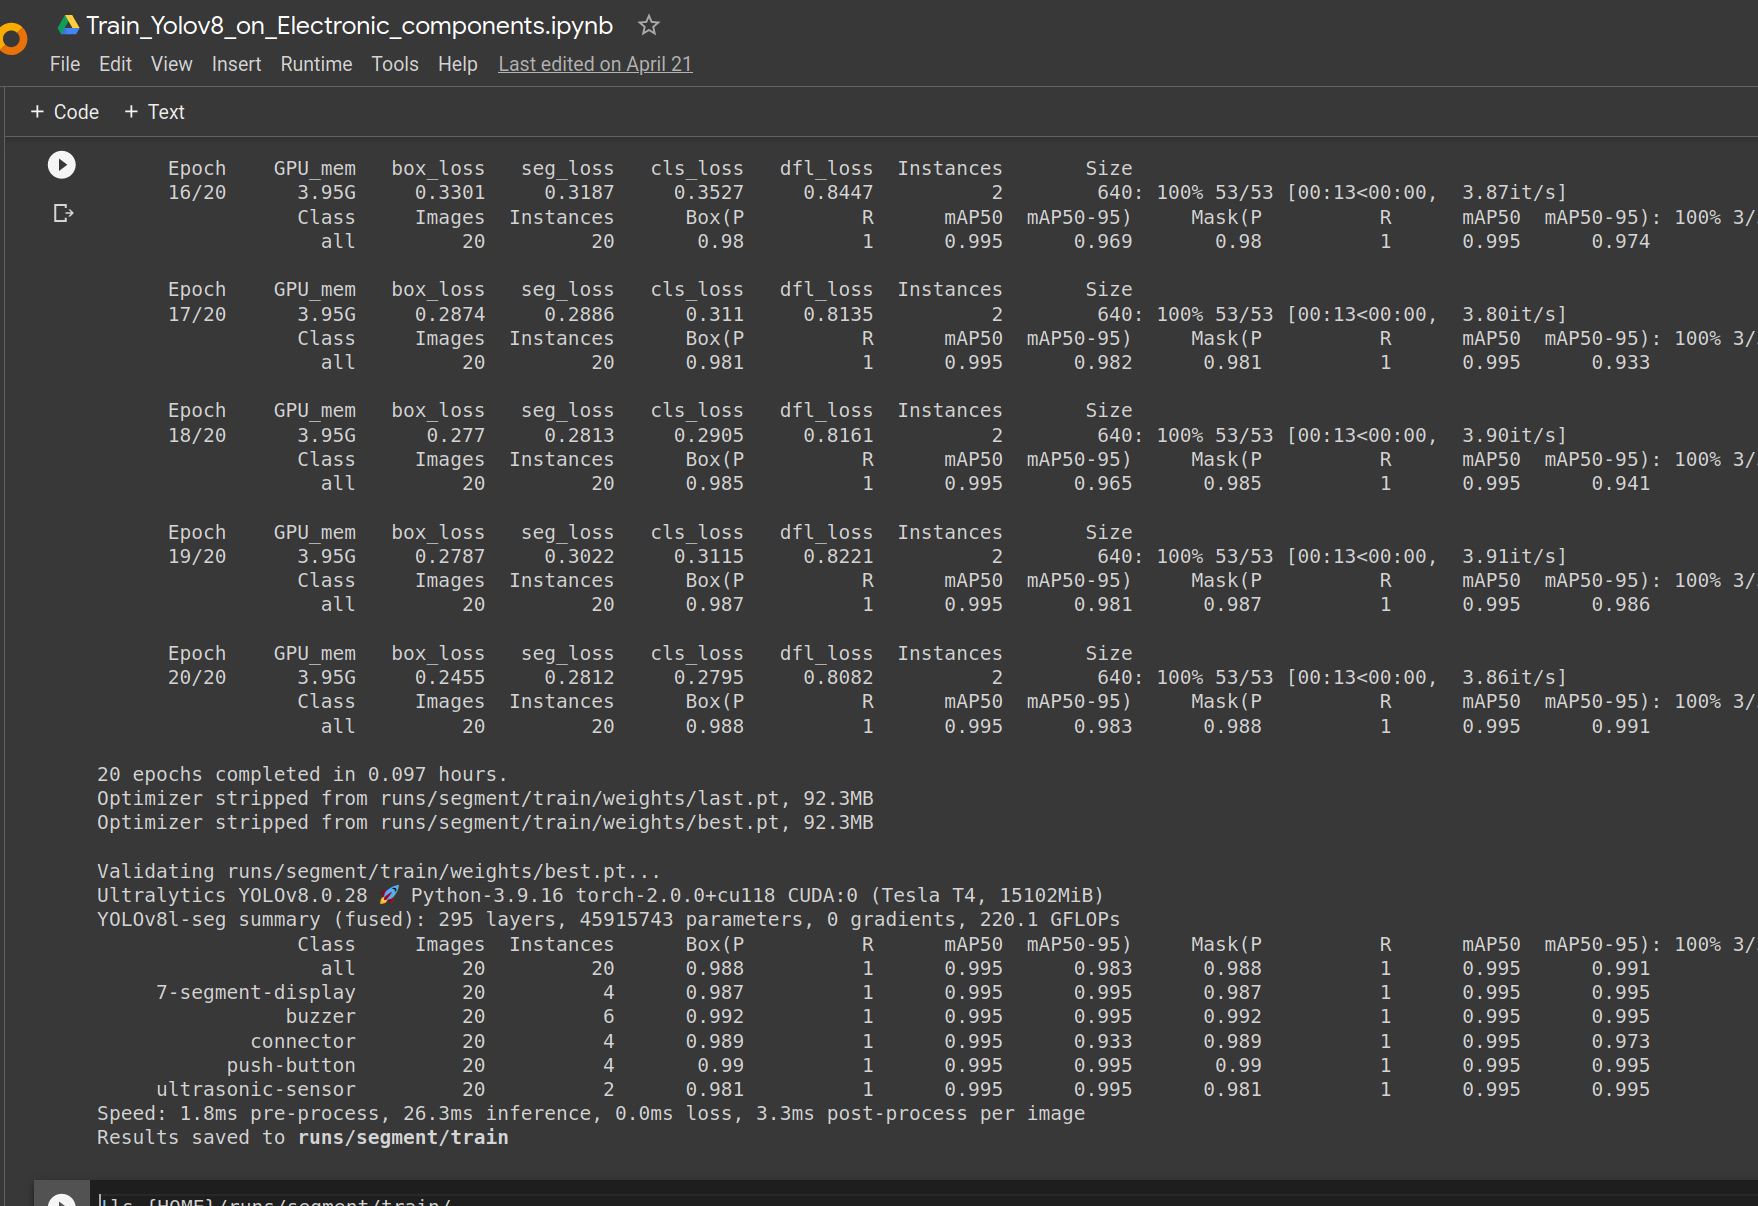 Train_Yolov8_on_Electronic_components.ipynb
File Edit View Insert Runtime Tools Help Last edited on April 21
+ Code + Text
Epoch GPU_mem box_loss seg_loss cls_loss dfl_loss Instances Size
16/20 3.95G 0.3301 0.3187 0.3527 0.8447 2 640: 100% 53/53 [00:13<00:00, 3.87it/s]
Class Images Instances Box(P R mAP50 mAP50-95) Mask(P R mAP50 mAP50-95): 100% 3/
all 20 20 0.98 1 0.995 0.969 0.98 1 0.995 0.974
Epoch GPU_mem box_loss seg_loss cls_loss dfl_loss Instances Size
17/20 3.95G 0.2874 0.2886 0.311 0.8135 2 640: 100% 53/53 [00:13<00:00, 3.80it/s]
Class Images Instances Box(P R mAP50 mAP50-95) Mask(P R mAP50 mAP50-95): 100% 3/
all 20 20 0.981 1 0.995 0.982 0.981 1 0.995 0.933
Epoch GPU_mem box_loss seg_loss cls_loss dfl_loss Instances Size
18/20 3.95G 0.277 0.2813 0.2905 0.8161 2 640: 100% 53/53 [00:13<00:00, 3.90it/s]
Class Images Instances Box(P R mAP50 mAP50-95) Mask(P R mAP50 mAP50-95): 100% 3/
all 20 20 0.985 1 0.995 0.965 0.985 1 0.995 0.941
Epoch GPU_mem box_loss seg_loss cls_loss dfl_loss Instances Size
19/20 3.95G 0.2787 0.3022 0.3115 0.8221 2 640: 100% 53/53 [00:13<00:00, 3.91it/s]
Class Images Instances Box(P R mAP50 mAP50-95) Mask(P R mAP50 mAP50-95): 100% 3/
all 20 20 0.987 1 0.995 0.981 0.987 1 0.995 0.986
Epoch GPU_mem box_loss seg_loss cls_loss dfl_loss Instances Size
20/20 3.95G 0.2455 0.2812 0.2795 0.8082 2 640: 100% 53/53 [00:13<00:00, 3.86it/s]
Class Images Instances Box(P R mAP50 mAP50-95) Mask(P R mAP50 mAP50-95): 100% 3/
all 20 20 0.988 1 0.995 0.983 0.988 1 0.995 0.991
20 epochs completed in 0.097 hours.
Optimizer stripped from runs/segment/train/weights/last.pt, 92.3MB
Optimizer stripped from runs/segment/train/weights/best.pt, 92.3MB
Validating runs/segment/train/weights/best.pt...
Ultralytics YOLOv8.0.28 🚀 Python-3.9.16 torch-2.0.0+cu118 CUDA:0 (Tesla T4, 15102MiB)
YOLOv8l-seg summary (fused): 295 layers, 45915743 parameters, 0 gradients, 220.1 GFLOPs
Class Images Instances Box(P R mAP50 mAP50-95) Mask(P R mAP50 mAP50-95): 100% 3/
all 20 20 0.988 1 0.995 0.983 0.988 1 0.995 0.991
7-segment-display 20 4 0.987 1 0.995 0.995 0.987 1 0.995 0.995
buzzer 20 6 0.992 1 0.995 0.995 0.992 1 0.995 0.995
connector 20 4 0.989 1 0.995 0.933 0.989 1 0.995 0.973
push-button 20 4 0.99 1 0.995 0.995 0.99 1 0.995 0.995
ultrasonic-sensor 20 2 0.981 1 0.995 0.995 0.981 1 0.995 0.995
Speed: 1.8ms pre-process, 26.3ms inference, 0.0ms loss, 3.3ms post-process per image
Results saved to runs/segment/train
!ls {HOME}/runs/segment/train/